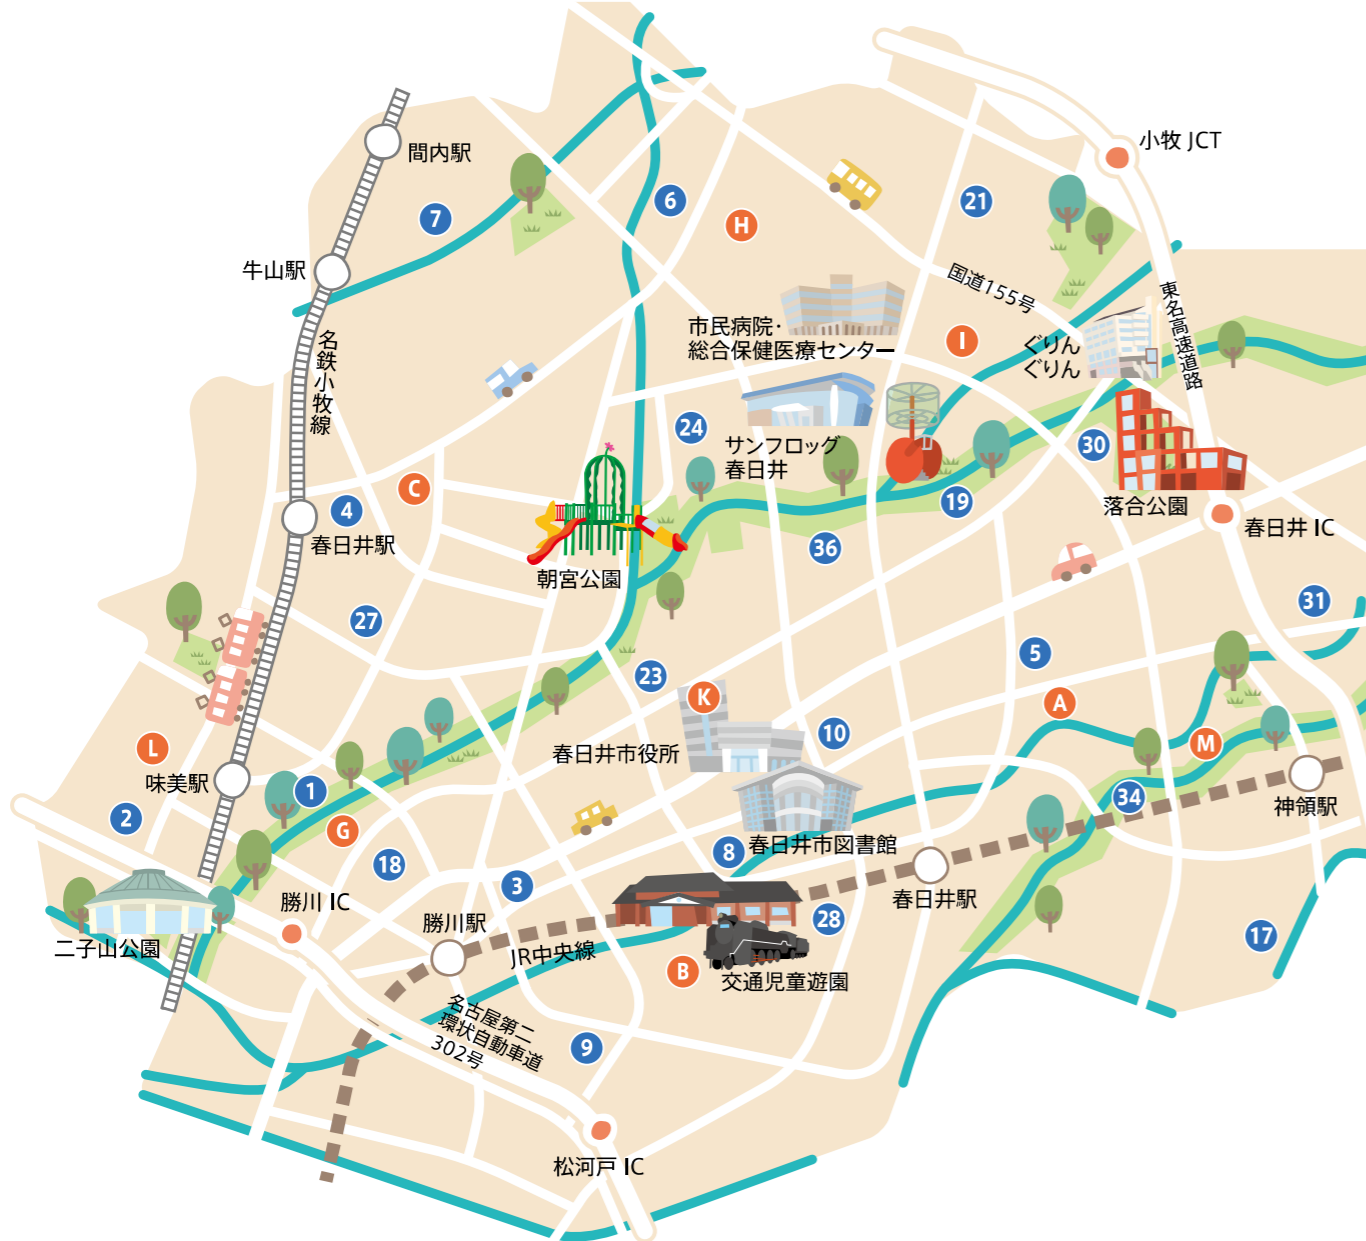 小牧 JCT
間内駅
6
21
7
H
牛山駅
国道155号
東名高速道路
市民病院・
総合保健医療センター
I
ぐりん
ぐりん
名鉄小牧線
24
サンフロッグ
春日井
30
C
19
落合公園
4
春日井駅
春日井 IC
36
朝宮公園
31
27
5
23
K
A
10
M
L
春日井市役所
味美駅
1
34
神領駅
2
G
18
8
春日井市図書館
3
春日井駅
勝川 IC
28
勝川駅
17
二子山公園
JR中央線
B
交通児童遊園
名古屋第二
環状自動車道
302号
9
松河戸 IC